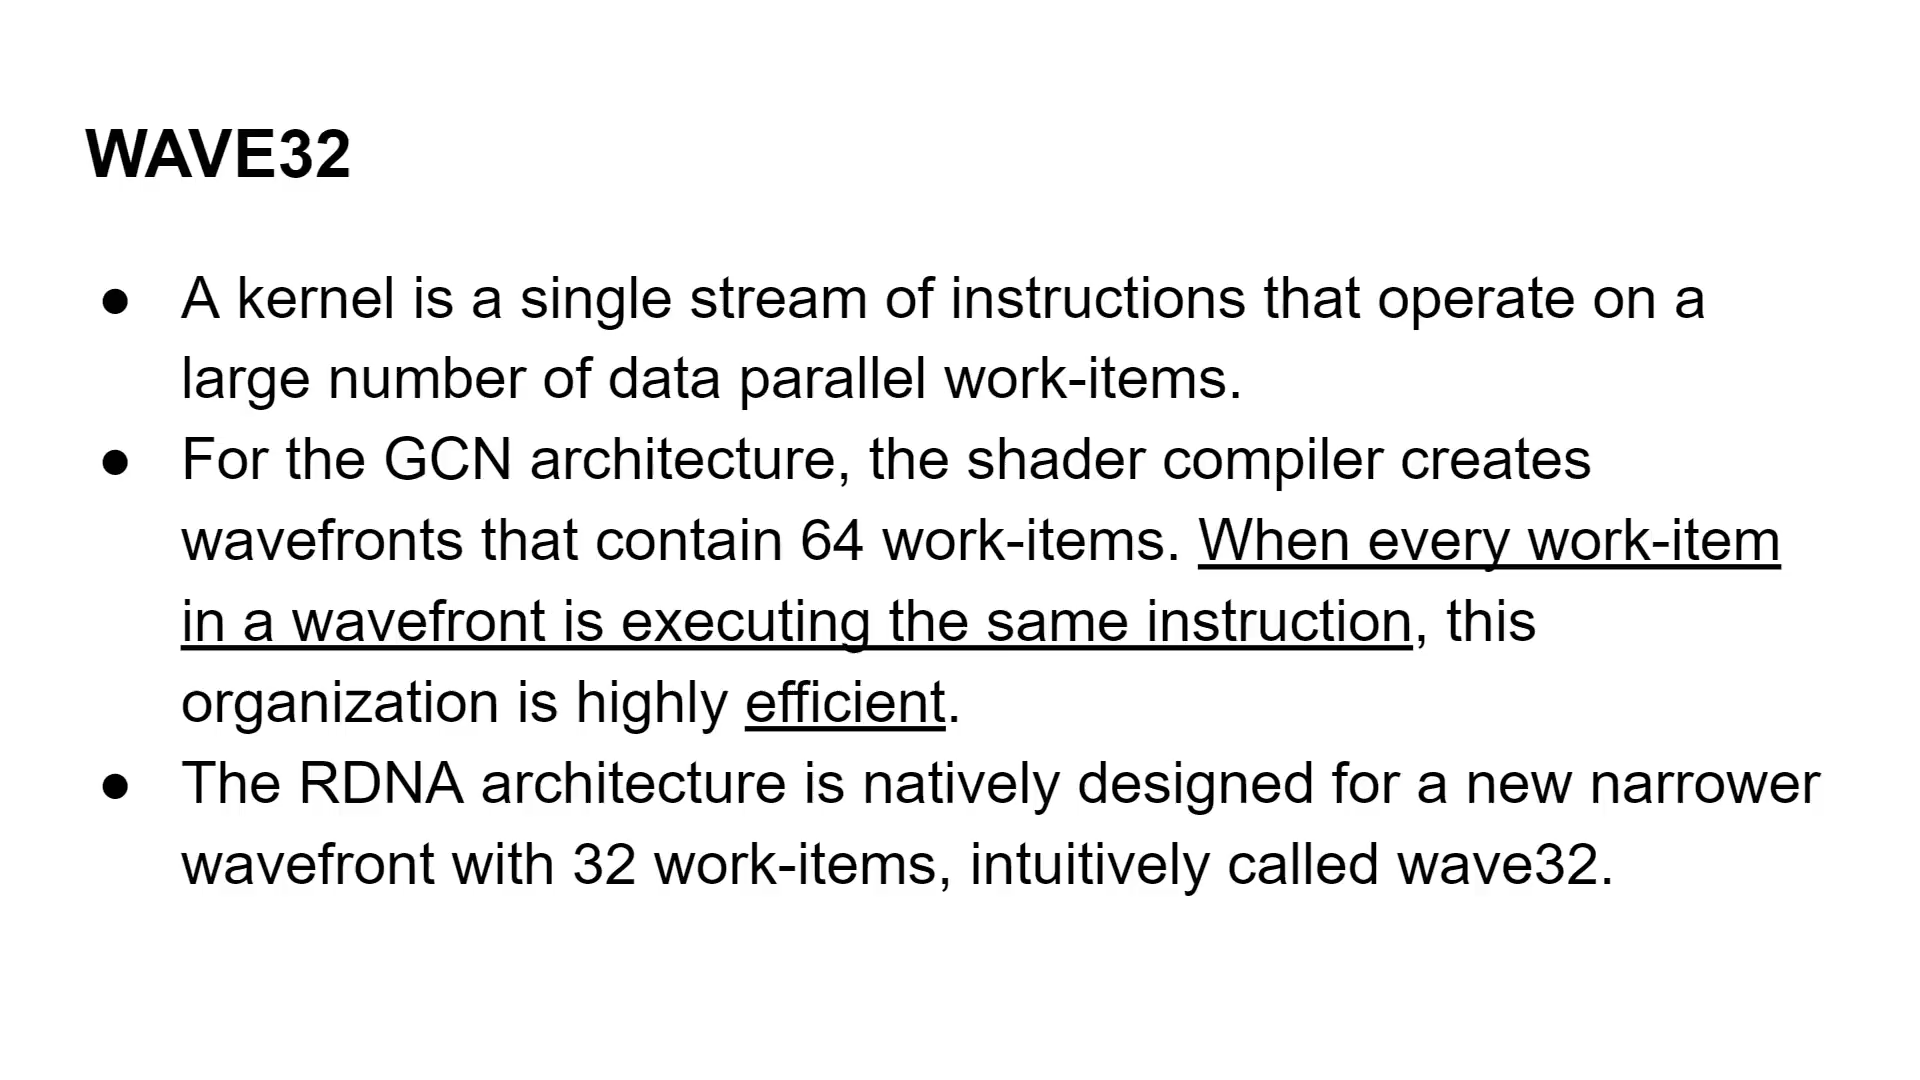 WAVE32
● A kernel is a single stream of instructions that operate on a
large number of data parallel work-items.
● For the GCN architecture, the shader compiler creates
wavefronts that contain 64 work-items. When every work-item
in a wavefront is executing the same instruction, this
organization is highly efficient.
● The RDNA architecture is natively designed for a new narrower
wavefront with 32 work-items, intuitively called wave32.